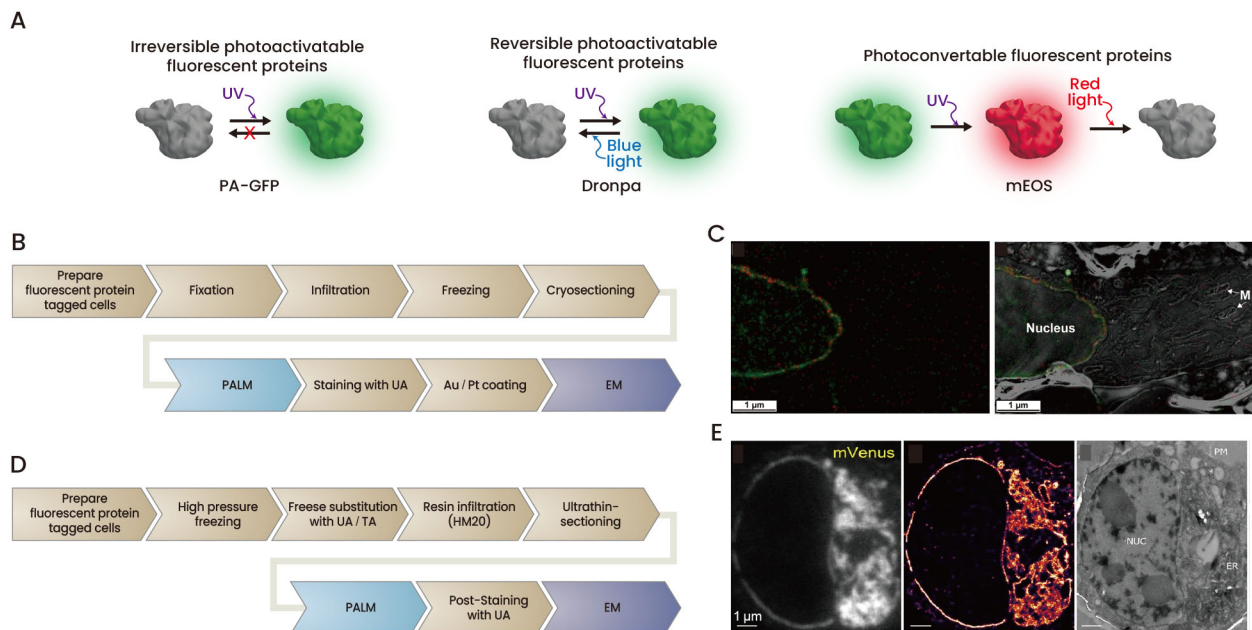 A
Irreversible photoactivatable
fluorescent proteins
UV
X
PA-GFP
Reversible photoactivatable
fluorescent proteins
UV
Blue
light
Dronpa
Photoconvertable fluorescent proteins
UV
Red
light
mEOS
B
Prepare
fluorescent protein
tagged cells
Fixation
Infiltration
Freezing
Cryosectioning
PALM
Staining with UA
Au / Pt coating
EM
C
1 µm
Nucleus
M
1 µm
D
Prepare
fluorescent protein
tagged cells
High pressure
freezing
Freese substitution
with UA / TA
Resin infiltration
(HM20)
Ultrathin-
sectioning
PALM
Post-Staining
with UA
EM
E
mVenus
1 µm
PM
NUC
ER